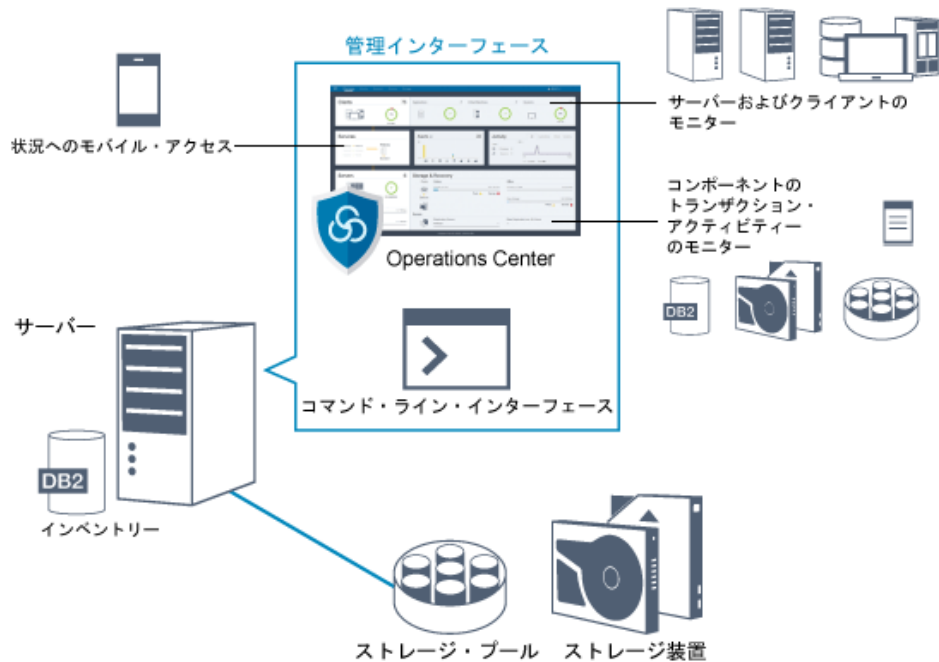 管理インターフェース
状況へのモバイル・アクセス
サーバーおよびクライアントの
モニター
コンポーネントの
トランザクション・
アクティビティー
のモニター
Operations Center
DB2
サーバー
コマンド・ライン・インターフェース
DB2
インベントリー
ストレージ・プール
ストレージ装置